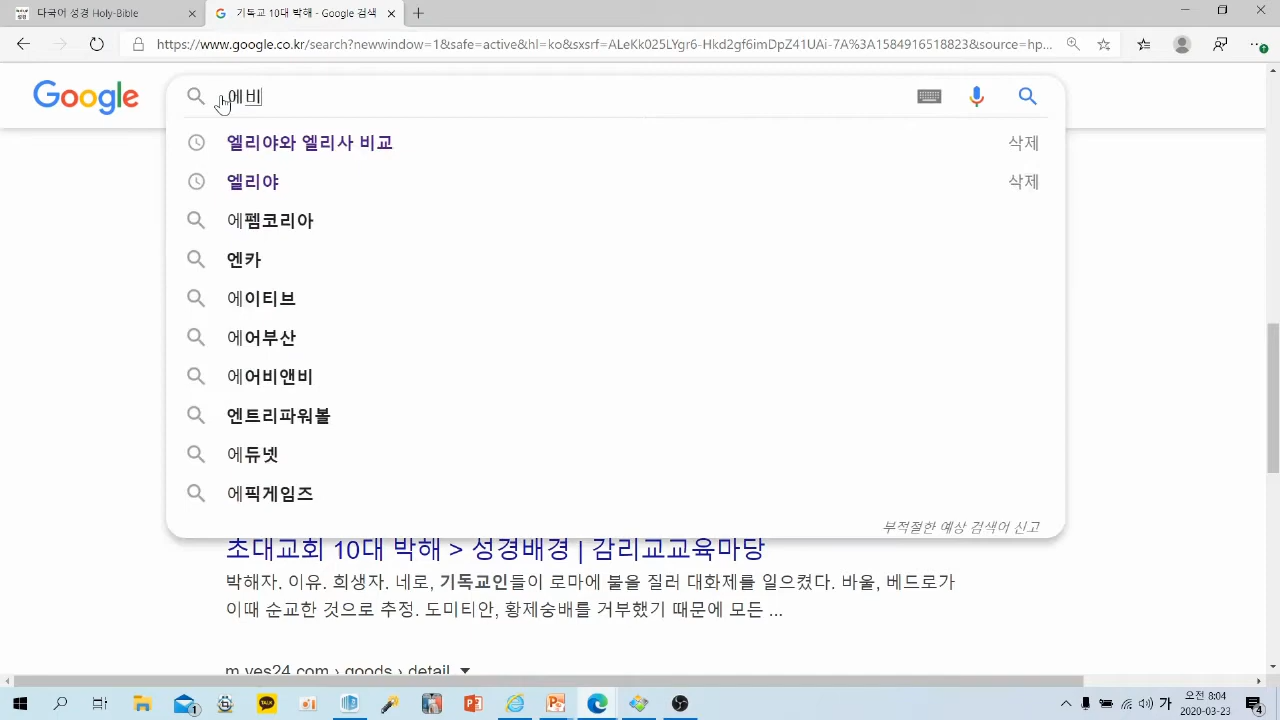 다국어 성경 Holy-Bible
기독교 10대 박해 - Google 검색
https://www.google.co.kr/search?newwindow=1&safe=active&hl=ko&sxsrf=ALeKk025LYgr6-Hkd2gf6imDpZ41UAi-7A%3A1584916518823&source=hp...
Google
에비
엘리야와 엘리사 비교 삭제
엘리야 삭제
에펨코리아
엔카
에이티브
에어부산
에어비앤비
엔트리파워볼
에듀넷
에픽게임즈
부적절한 예상 검색어 신고
초대교회 10대 박해 > 성경배경 | 감리교교육마당
박해자. 이유. 희생자. 네로, 기독교인들이 로마에 불을 질러 대화제를 일으켰다. 바울, 베드로가
이때 순교한 것으로 추정. 도미티안, 황제숭배를 거부했기 때문에 모든 ...
m.yes24.com › goods › detail
가
오전 8:04
2020-03-23